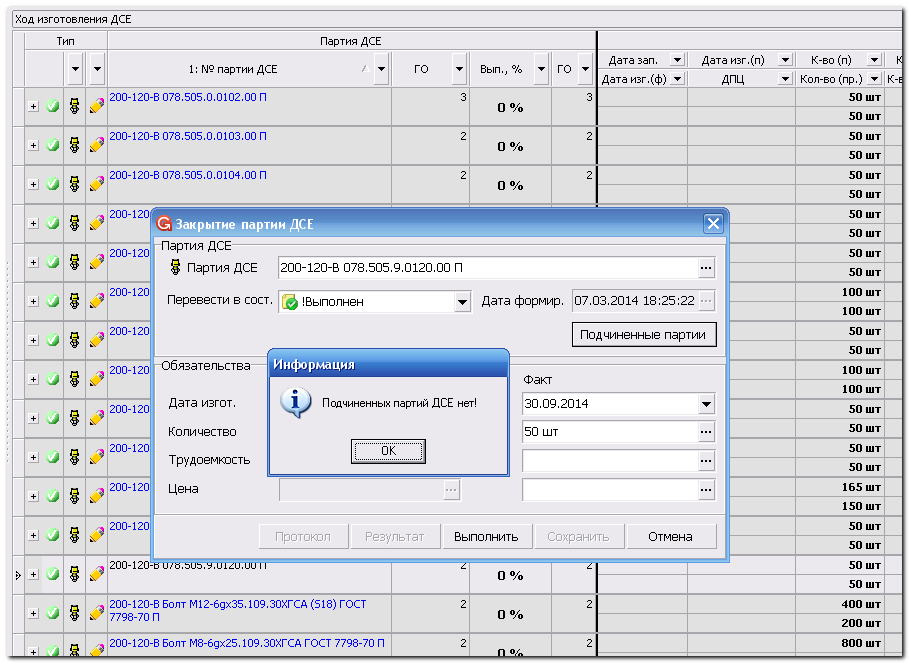 Ход изготовления ДСЕ
Тип
Партия ДСЕ
1: № партии ДСЕ ГО Вып., % ГО Дата зап. Дата изг.(п) К-во (п) К
Дата изг.(ф) ДПЦ Кол-во (пр.) К-в
200-120-В 078.505.0.0102.00 П 3 0 % 3 50 шт
50 шт
200-120-В 078.505.0.0103.00 П 2 0 % 2 50 шт
50 шт
200-120-В 078.505.0.0104.00 П 2 0 % 2 50 шт
50 шт
200-120 50 шт
50 шт
200-120 50 шт
50 шт
200-120 100 шт
100 шт
200-120 50 шт
50 шт
200-120 100 шт
100 шт
200-120 50 шт
50 шт
200-120 50 шт
50 шт
200-120 165 шт
150 шт
200-120 50 шт
50 шт
Закрытие партии ДСЕ
Партия ДСЕ
Партия ДСЕ 200-120-В 078.505.9.0120.00 П ...
Перевести в сост. !Выполнен Дата формир. 07.03.2014 18:25:22 ...
Подчиненные партии
Обязательства
Факт
Дата изгот. 30.09.2014
Количество 50 шт ...
Трудоемкость ...
Цена ... ...
Информация
Подчиненных партий ДСЕ нет!
OK
Протокол Результат Выполнить Сохранить Отмена
200-120-В 078.505.9.0120.00 П 2 0 % 2 50 шт
50 шт
200-120-В Болт М12-6gх35.109.30ХГСА (S18) ГОСТ 2 0 % 2 400 шт
7798-70 П 200 шт
200-120-В Болт М8-6gх25.109.30ХГСА ГОСТ 7798-70 П 2 0 % 2 800 шт